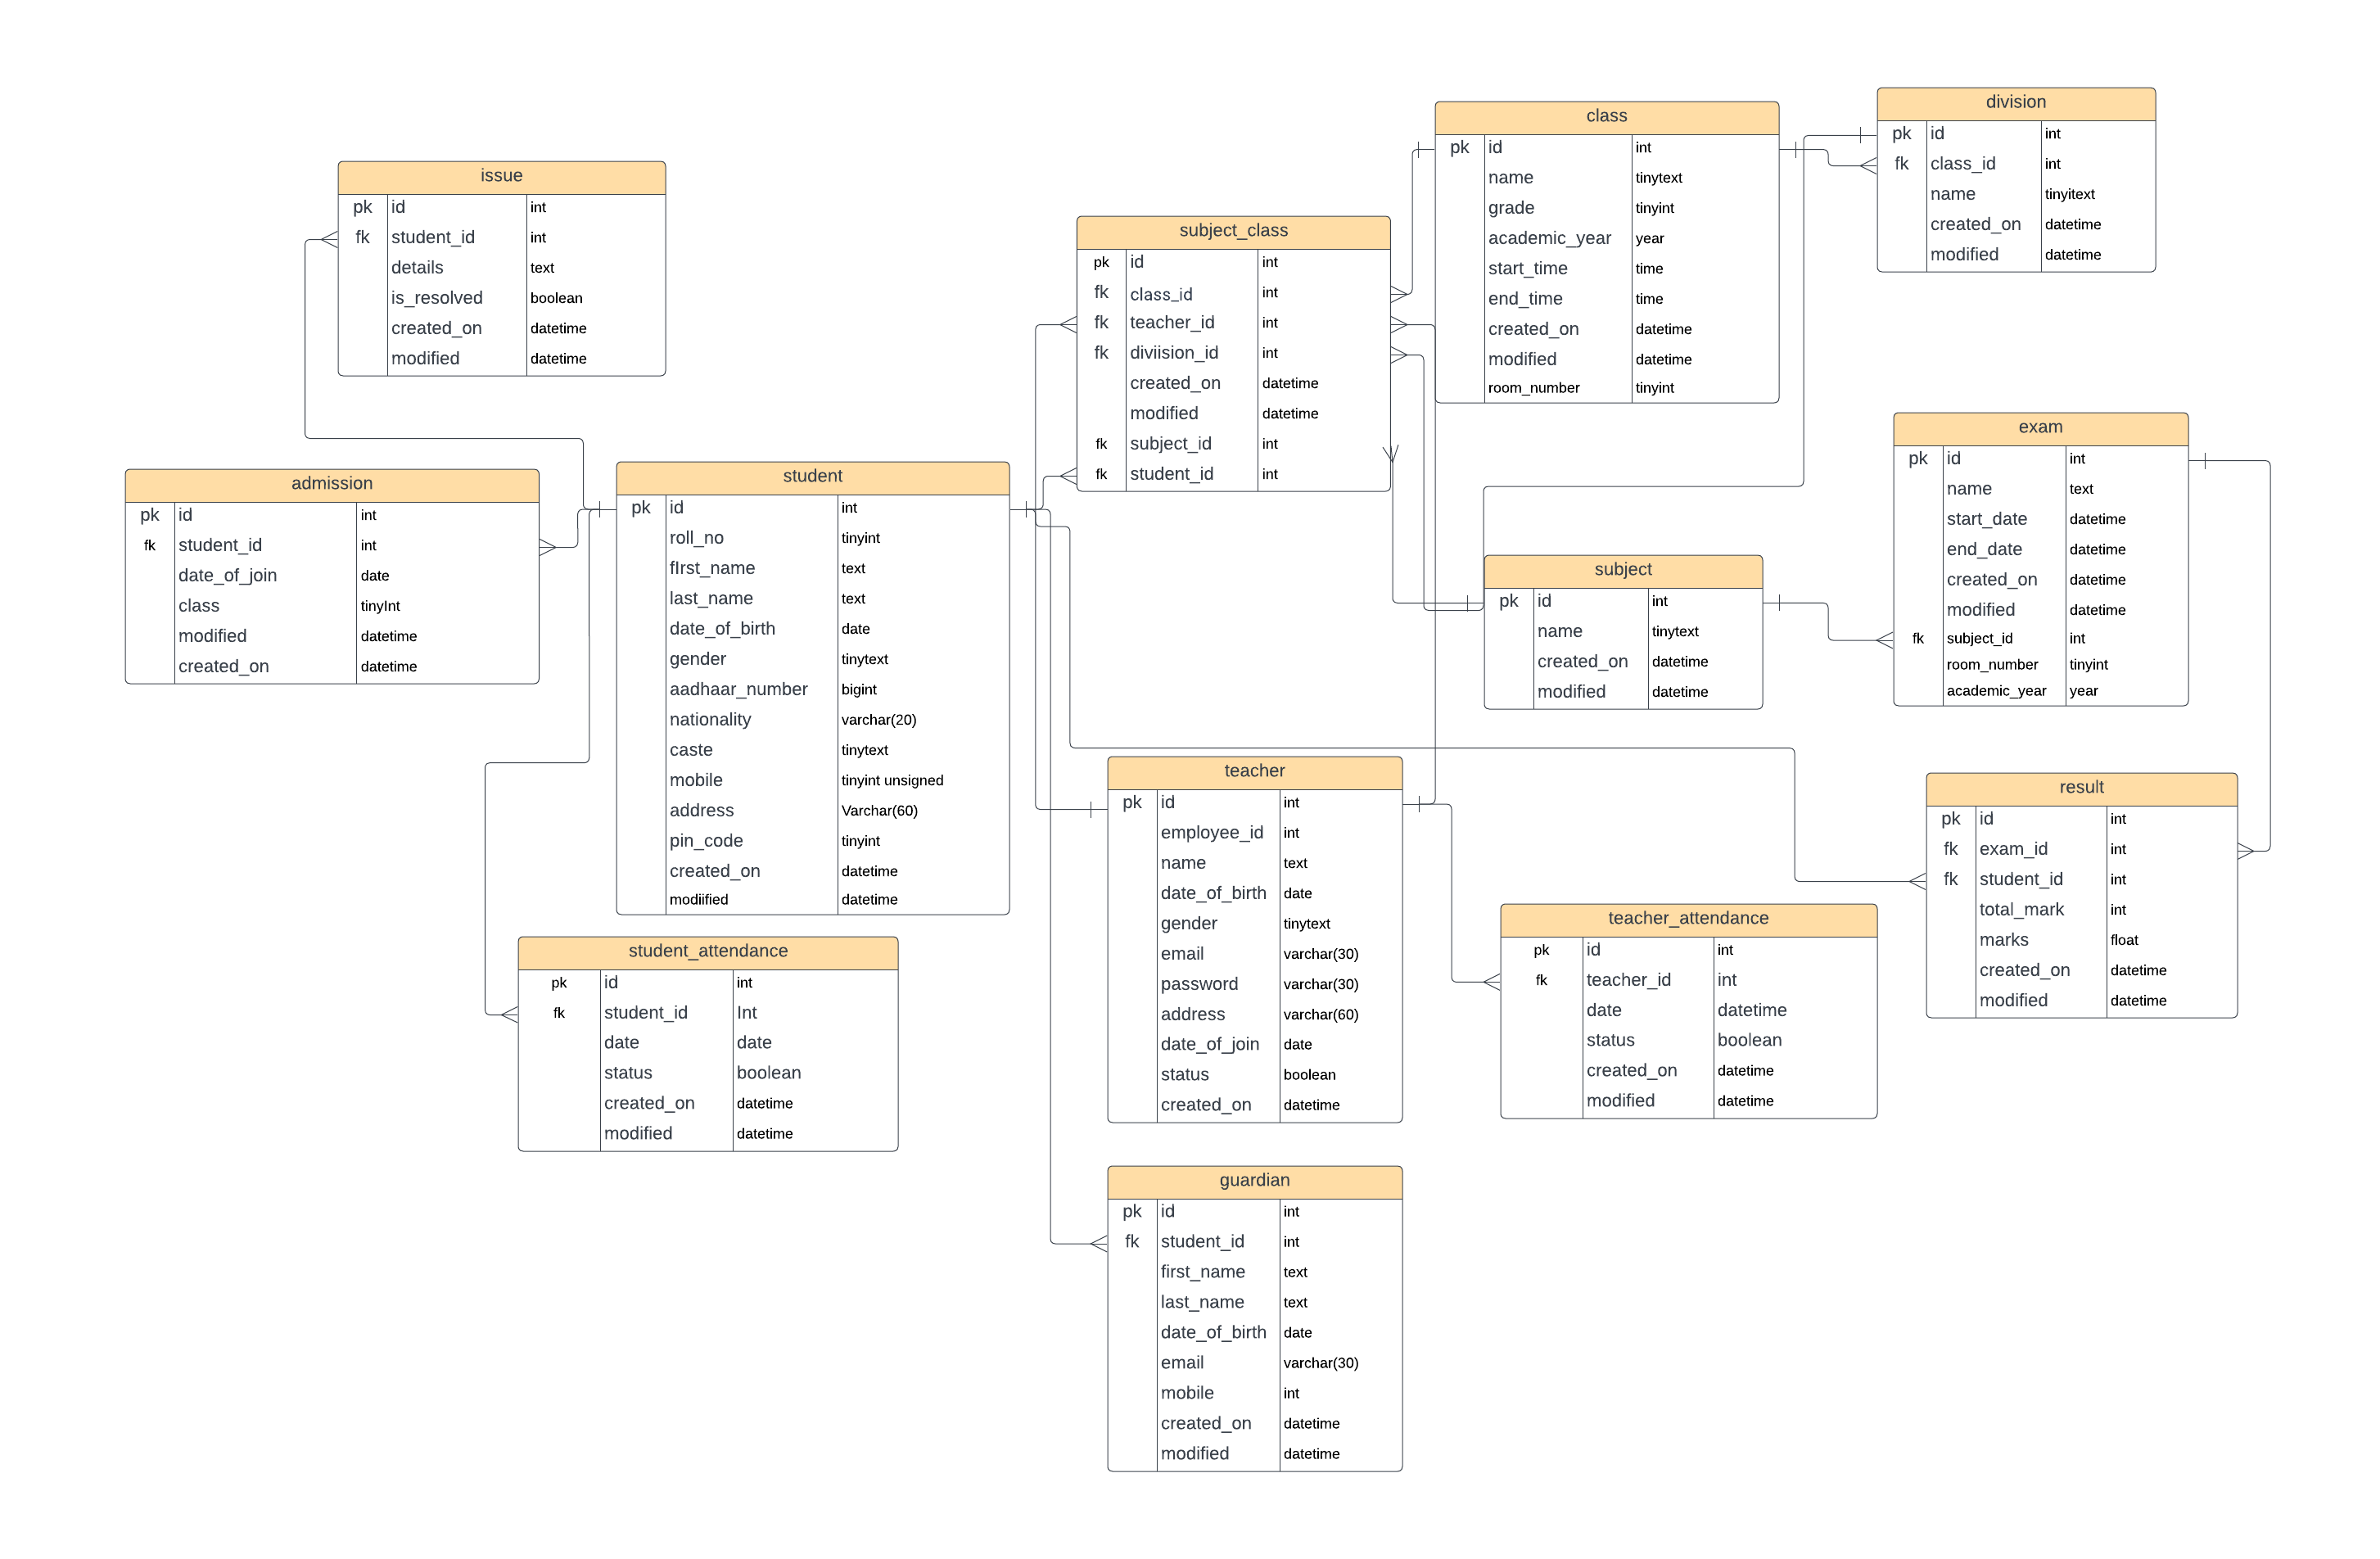 issue
pk id int
fk student_id int
details text
is_resolved boolean
created_on datetime
modified datetime
admission
pk id int
fk student_id int
date_of_join date
class tinyInt
modified datetime
created_on datetime
student
pk id int
roll_no tinyint
fIrst_name text
last_name text
date_of_birth date
gender tinytext
aadhaar_number bigint
nationality varchar(20)
caste tinytext
mobile tinyint unsigned
address Varchar(60)
pin_code tinyint
created_on datetime
modiified datetime
student_attendance
pk id int
fk student_id Int
date date
status boolean
created_on datetime
modified datetime
subject_class
pk id int
fk class_id int
fk teacher_id int
fk diviision_id int
created_on datetime
modified datetime
fk subject_id int
fk student_id int
class
pk id int
name tinytext
grade tinyint
academic_year year
start_time time
end_time time
created_on datetime
modified datetime
room_number tinyint
division
pk id int
fk class_id int
name tinyitext
created_on datetime
modified datetime
exam
pk id int
name text
start_date datetime
end_date datetime
created_on datetime
modified datetime
fk subject_id int
room_number tinyint
academic_year year
subject
pk id int
name tinytext
created_on datetime
modified datetime
teacher
pk id int
employee_id int
name text
date_of_birth date
gender tinytext
email varchar(30)
password varchar(30)
address varchar(60)
date_of_join date
status boolean
created_on datetime
result
pk id int
fk exam_id int
fk student_id int
total_mark int
marks float
created_on datetime
modified datetime
teacher_attendance
pk id int
fk teacher_id int
date datetime
status boolean
created_on datetime
modified datetime
guardian
pk id int
fk student_id int
first_name text
last_name text
date_of_birth date
email varchar(30)
mobile int
created_on datetime
modified datetime